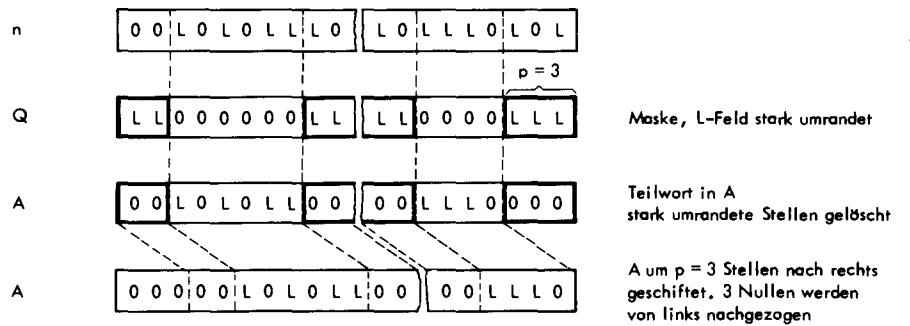 n 0 0 L 0 L 0 L L L 0 L 0 L L L 0 L 0 L
p = 3
Q L L 0 0 0 0 0 0 L L L L 0 0 0 0 L L L Maske, L-Feld stark umrandet
A 0 0 L 0 L 0 L L 0 0 0 0 L L L 0 0 0 0 Teilwort in A
stark umrandete Stellen gelöscht
A 0 0 0 0 0 L 0 L 0 L L 0 0 0 0 L L L 0 A um p = 3 Stellen nach rechts
geschiftet. 3 Nullen werden
von links nachgezogen